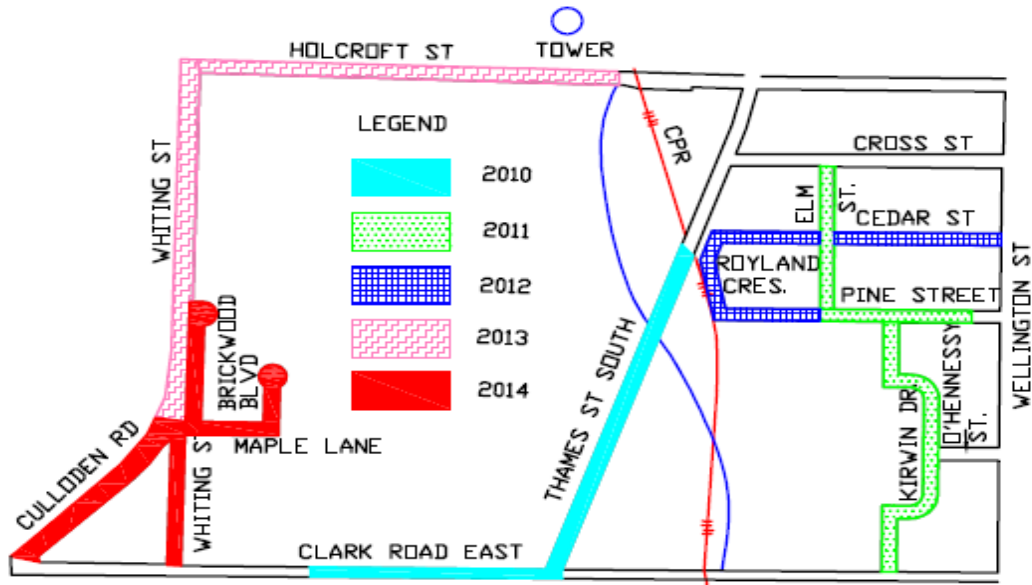 HOLCROFT ST
TOWER
LEGEND
2010
2011
2012
2013
2014
CPR
CROSS ST
ELM ST.
CEDAR ST
ROYLAND
CRES.
PINE STREET
WELLINGTON ST
O'HENNESSY
ST.
KIRWIN DR.
THAMES ST SOUTH
WHITING ST
BRICKWOOD
BLVD
MAPLE LANE
CULLODEN RD
WHITING ST
CLARK ROAD EAST